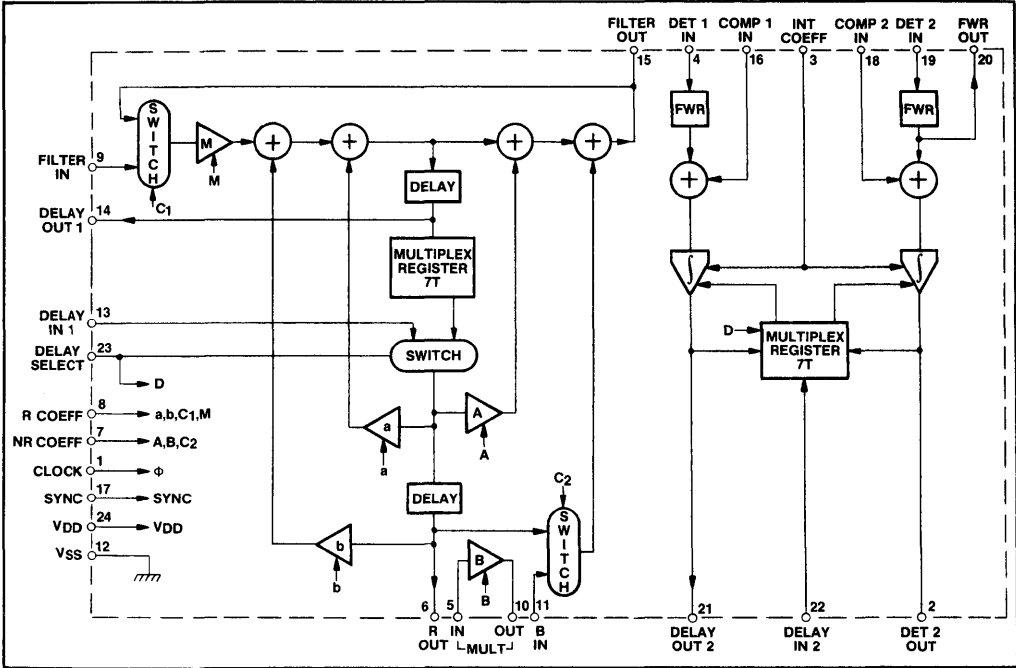 FILTER OUT
DET 1 IN
COMP 1 IN
INT COEFF
COMP 2 IN
DET 2 IN
FWR OUT
15
4
16
3
18
19
20
SWITCH
FWR
FWR
M
+
+
+
+
FILTER IN
9
M
C1
DELAY
+
+
DELAY OUT 1
14
MULTIPLEX
REGISTER
7T
∫
∫
DELAY IN 1
13
D
MULTIPLEX
REGISTER
7T
DELAY SELECT
23
SWITCH
D
R COEFF
8
a,b,C1,M
a
A
NR COEFF
7
A,B,C2
a
A
CLOCK
1
Φ
SYNC
17
SYNC
DELAY
C2
SWITCH
VDD
24
VDD
b
B
VSS
12
b
B
6
5
10
11
21
22
2
R OUT
IN
OUT
MULT
B IN
DELAY OUT 2
DELAY IN 2
DET 2 OUT